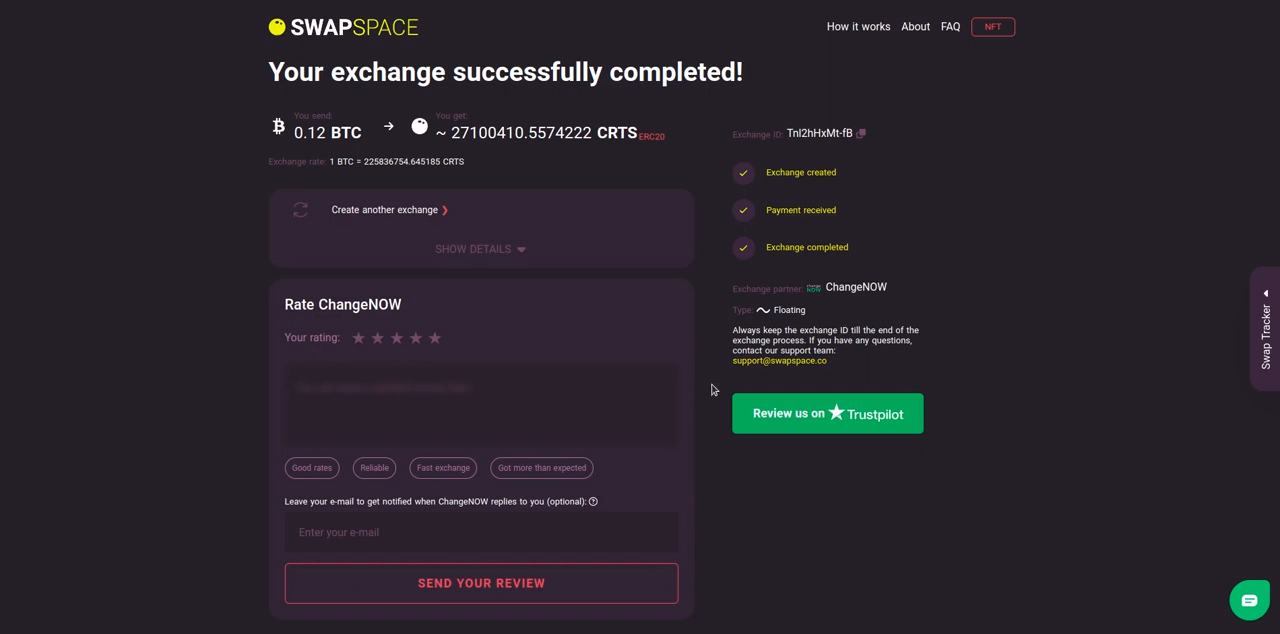 SWAPSPACE
How it works About FAQ NFT
Your exchange successfully completed!
You send:
0.12 BTC
→
You get:
~ 27100410.5574222 CRTS ERC20
Exchange rate: 1 BTC = 225836754.645185 CRTS
Create another exchange ❯
SHOW DETAILS
Rate ChangeNOW
Your rating:
Good rates
Reliable
Fast exchange
Got more than expected
Leave your e-mail to get notified when ChangeNOW replies to you (optional):
Enter your e-mail
SEND YOUR REVIEW
Exchange ID: Tnl2hHxMt-fB
Exchange created
Payment received
Exchange completed
Exchange partner: ChangeNOW
Type: Floating
Always keep the exchange ID till the end of the
exchange process. If you have any questions,
contact our support team:
support@swapspace.co
Review us on Trustpilot
Swap Tracker